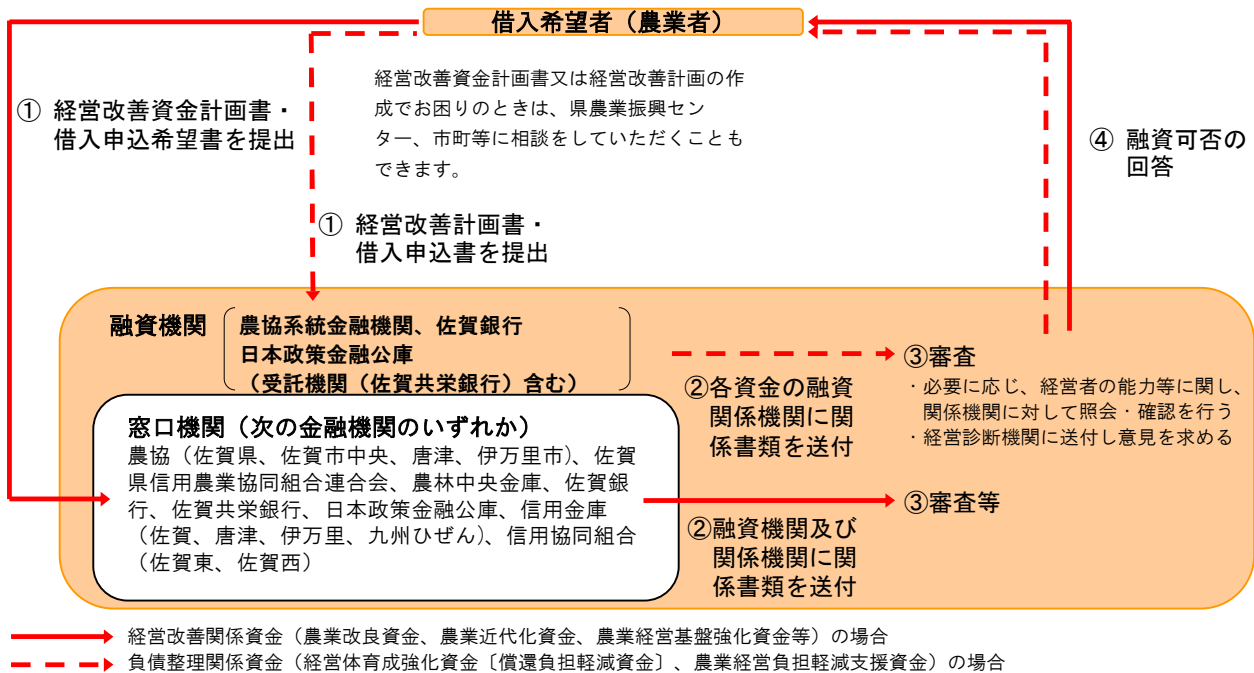 借入希望者（農業者）
経営改善資金計画書又は経営改善計画の作
成でお困りのときは、県農業振興セン
ター、市町等に相談をしていただくことも
できます。
① 経営改善資金計画書・
借入申込希望書を提出
① 経営改善計画書・
借入申込書を提出
④ 融資可否の
回答
融資機関
農協系統金融機関、佐賀銀行
日本政策金融公庫
（受託機関（佐賀共栄銀行）含む）
②各資金の融資
関係機関に関
係書類を送付
③審査
・必要に応じ、経営者の能力等に関し、
関係機関に対して照会・確認を行う
・経営診断機関に送付し意見を求める
窓口機関（次の金融機関のいずれか）
農協（佐賀県、佐賀市中央、唐津、伊万里市）、佐賀
県信用農業協同組合連合会、農林中央金庫、佐賀銀
行、佐賀共栄銀行、日本政策金融公庫、信用金庫
（佐賀、唐津、伊万里、九州ひぜん）、信用協同組合
（佐賀東、佐賀西）
②融資機関及び
関係機関に関
係書類を送付
③審査等
経営改善関係資金（農業改良資金、農業近代化資金、農業経営基盤強化資金等）の場合
負債整理関係資金（経営体育成強化資金〔償還負担軽減資金〕、農業経営負担軽減支援資金）の場合